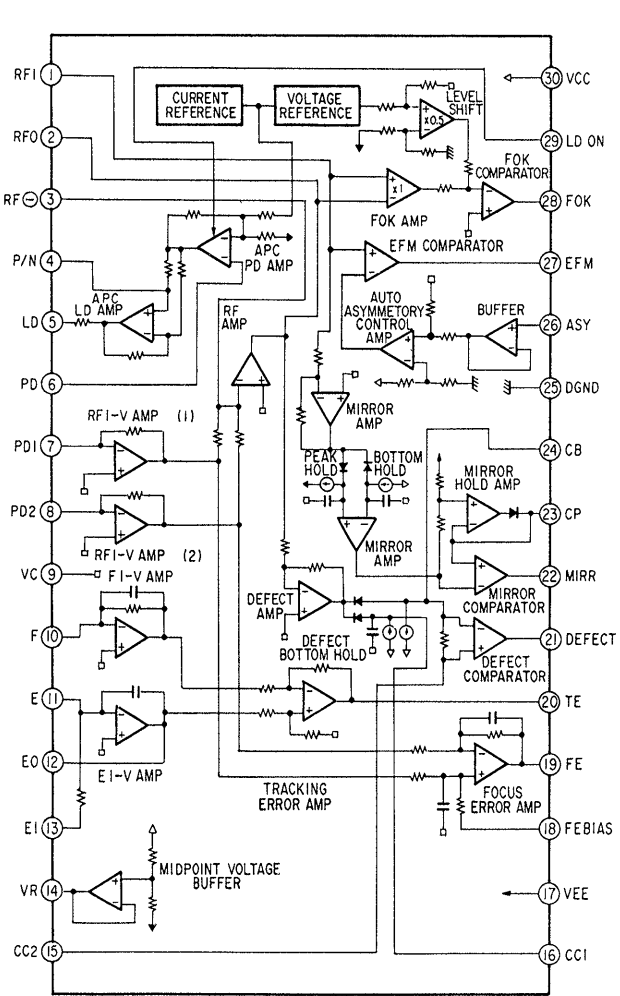 RFI 1
RFO 2
RF⊖ 3
P/N 4
LD 5
PD 6
PD1 7
PD2 8
VC 9
F 10
E 11
EO 12
EI 13
VR 14
CC2 15
CURRENT
REFERENCE
VOLTAGE
REFERENCE
LEVEL
SHIFT
x0.5
+
−
FOK
COMPARATOR
x1
FOK AMP
EFM COMPARATOR
APC
PD AMP
APC
AMP
LD
RF
AMP
AUTO
ASYMMETORY
CONTROL
AMP
BUFFER
RFI-V AMP (1)
MIRROR
AMP
PEAK
HOLD
BOTTOM
HOLD
MIRROR
HOLD AMP
RFI-V AMP (2)
MIRROR
AMP
FI-V AMP
MIRROR
COMPARATOR
DEFECT
AMP
DEFECT
BOTTOM HOLD
DEFECT
COMPARATOR
EI-V AMP
TRACKING
ERROR AMP
FOCUS
ERROR AMP
MIDPOINT VOLTAGE
BUFFER
30 VCC
29 LD ON
28 FOK
27 EFM
26 ASY
25 DGND
24 CB
23 CP
22 MIRR
21 DEFECT
20 TE
19 FE
18 FEBIAS
17 VEE
16 CC1